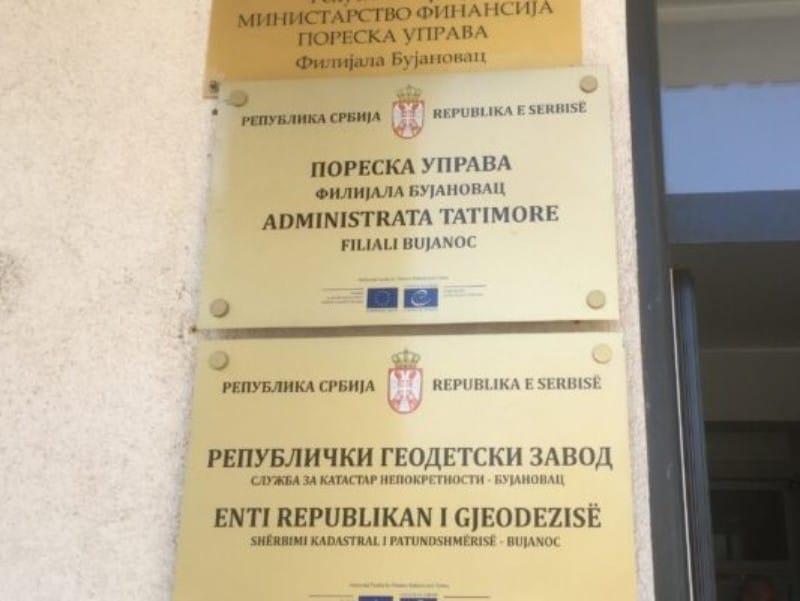 МИНИСТАРСТВО ФИНАНСИЈА
ПОРЕСКА УПРАВА
Филијала Бујановац
РЕПУБЛИКА СРБИЈА REPUBLIKA E SERBISË
ПОРЕСКА УПРАВА
ФИЛИЈАЛА БУЈАНОВАЦ
ADMINISTRATA TATIMORE
FILIALI BUJANOC
РЕПУБЛИКА СРБИЈА REPUBLIKA E SERBISË
РЕПУБЛИЧКИ ГЕОДЕТСКИ ЗАВОД
СЛУЖБА ЗА КАТАСТАР НЕПОКРЕТНОСТИ - БУЈАНОВАЦ
ENTI REPUBLIKAN I GJEODEZISË
SHËRBIMI KADASTRAL I PATUNDSHMËRISË - BUJANOC